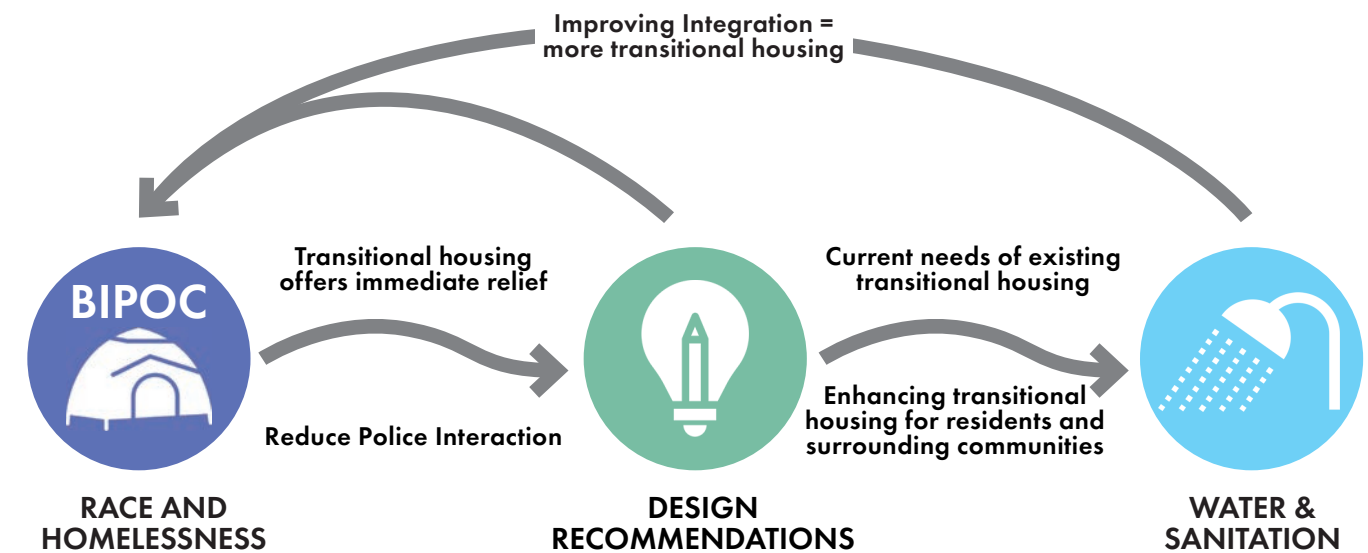 Improving Integration =
more transitional housing
Transitional housing
offers immediate relief
Current needs of existing
transitional housing
BIPOC
Reduce Police Interaction
Enhancing transitional
housing for residents and
surrounding communities
RACE AND
HOMELESSNESS
DESIGN
RECOMMENDATIONS
WATER &
SANITATION